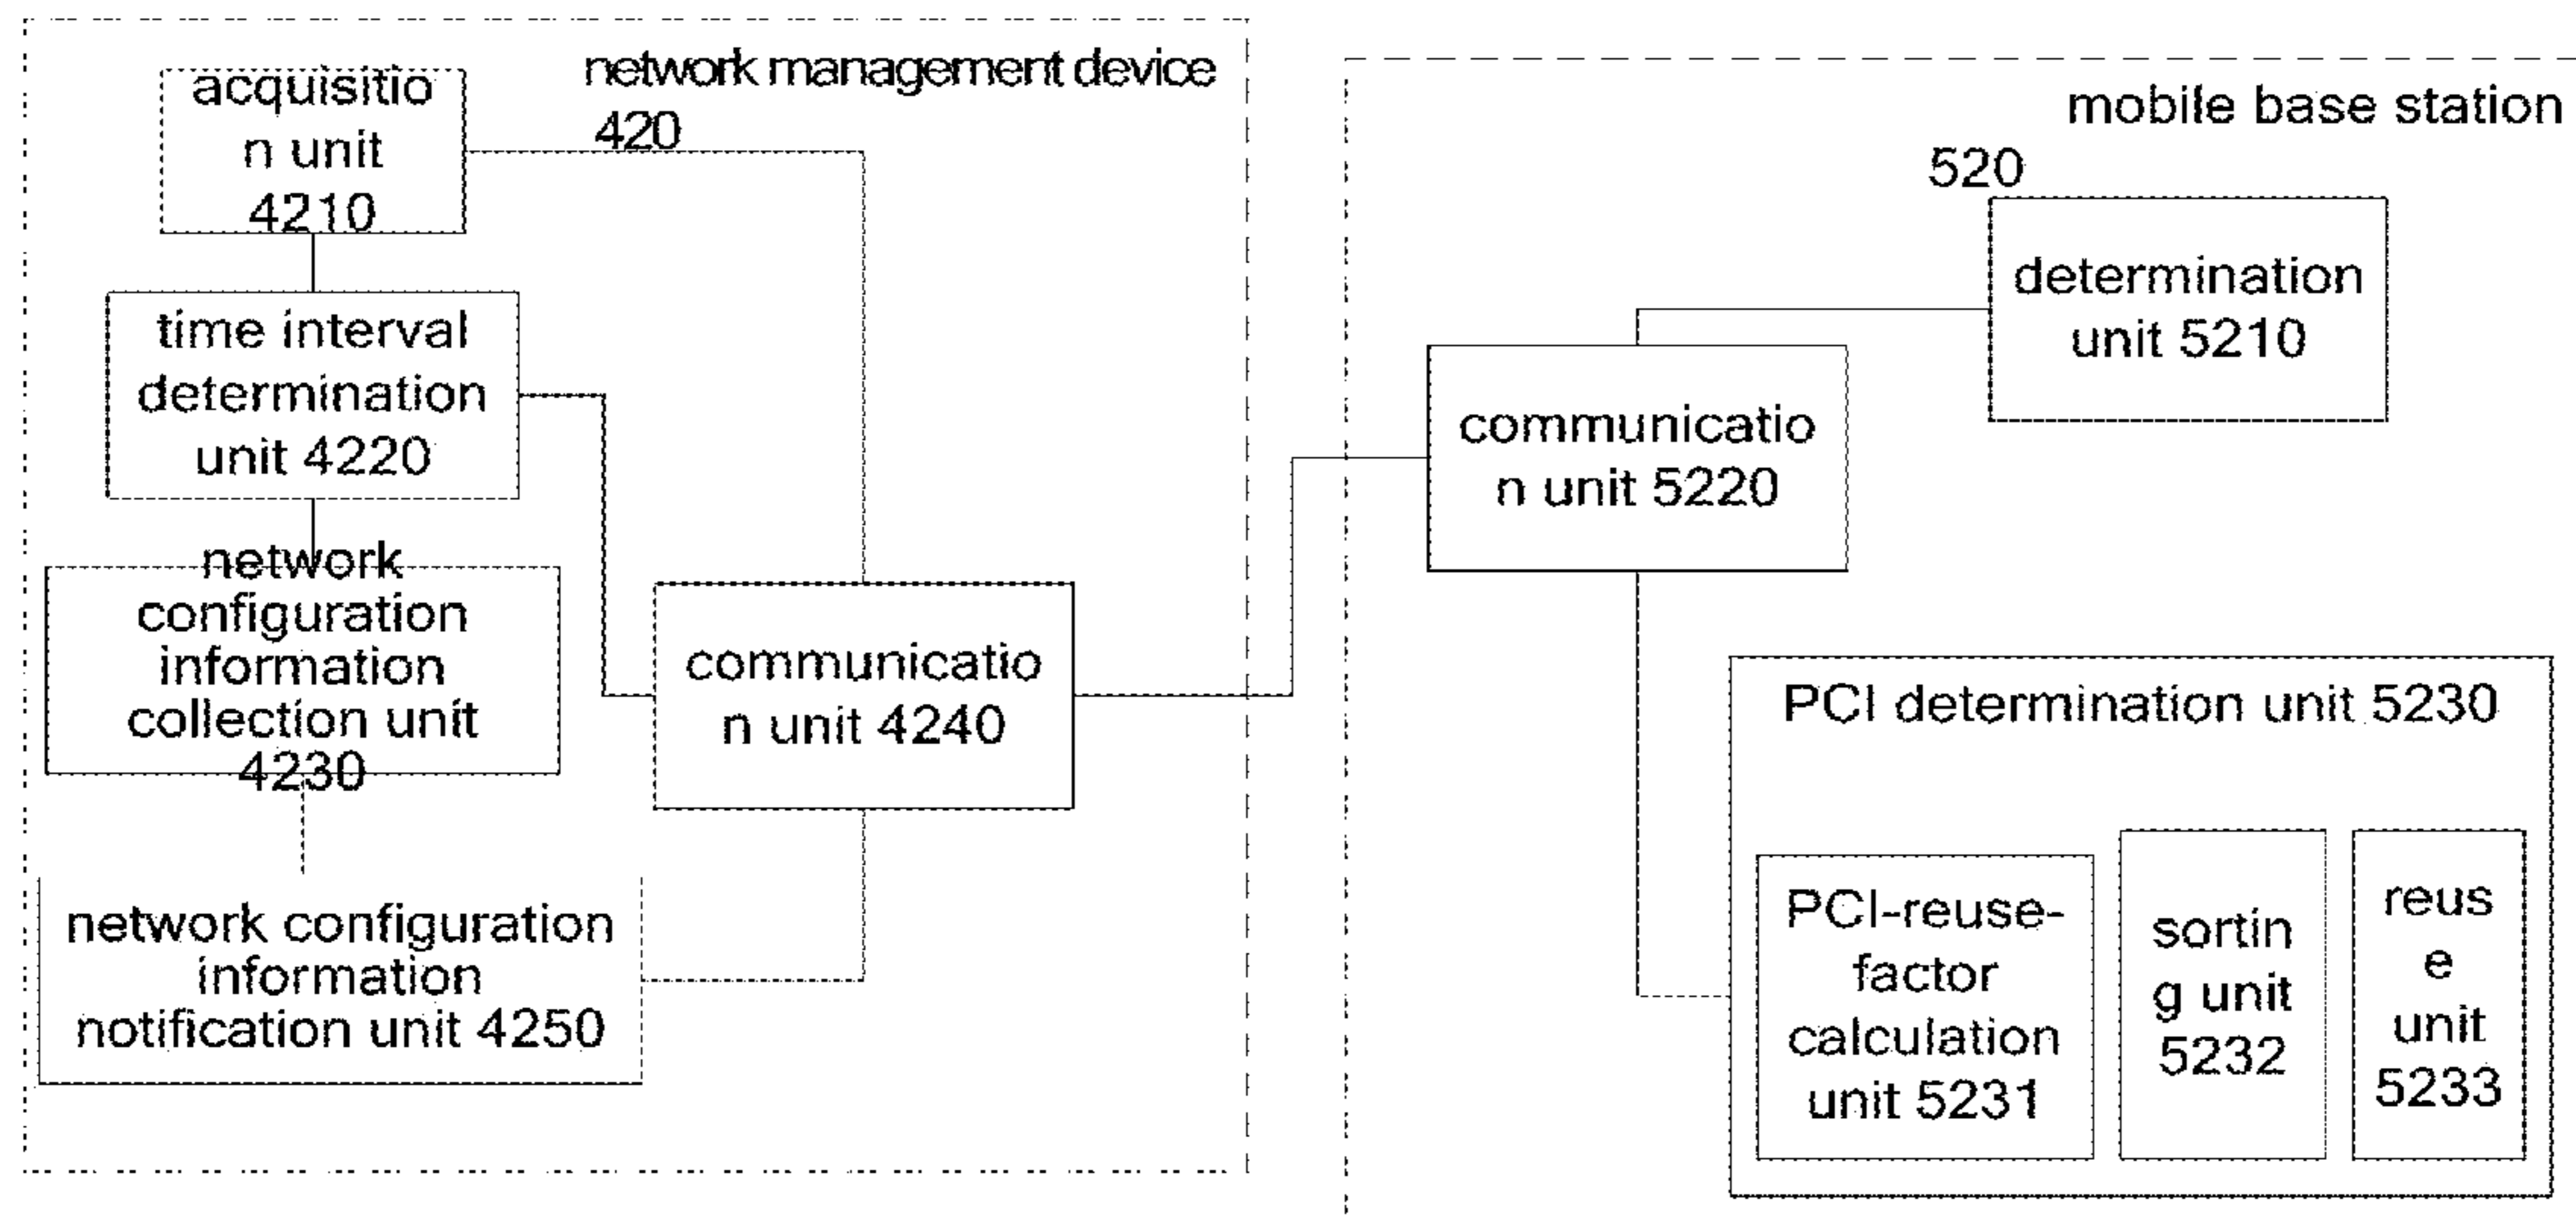 network management device
420
acquisitio
n unit
4210
time interval
determination
unit 4220
network
configuration
information
collection unit
4230
network configuration
information
notification unit 4250
communicatio
n unit 4240
mobile base station
520
determination
unit 5210
communicatio
n unit 5220
PCI determination unit 5230
PCI-reuse-
factor
calculation
unit 5231
sortin
g unit
5232
reus
e
unit
5233